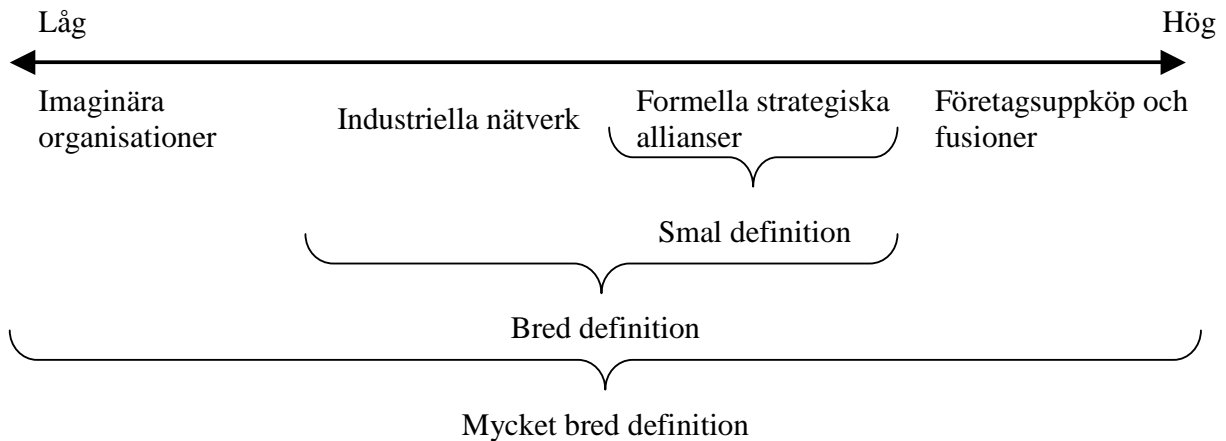 Låg
Hög
Imaginära
organisationer
Industriella nätverk
Formella strategiska
allianser
Företagsuppköp och
fusioner
Smal definition
Bred definition
Mycket bred definition